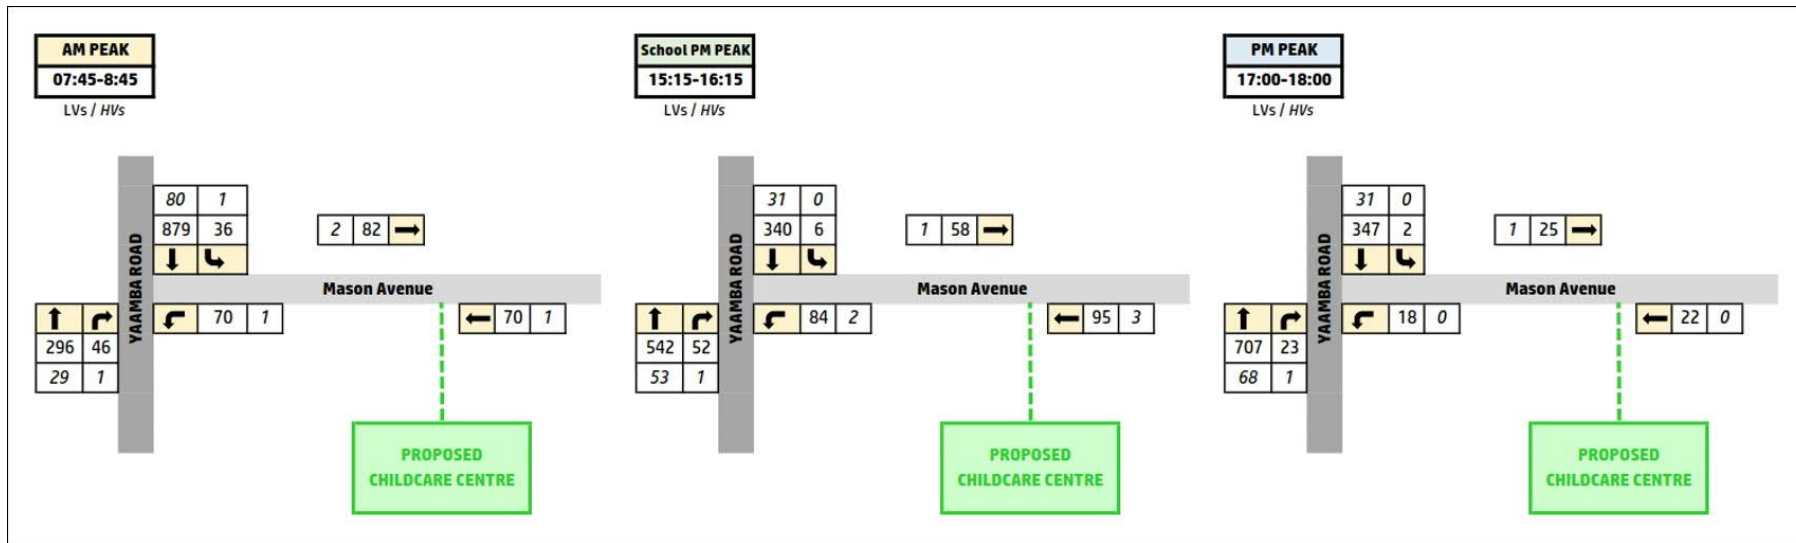 AM PEAK
07:45-8:45
LVs / HVs
80 1
879 36
2 82
YAAMBA ROAD
Mason Avenue
70 1
70 1
296 46
29 1
PROPOSED
CHILDCARE CENTRE
School PM PEAK
15:15-16:15
LVs / HVs
31 0
340 6
1 58
YAAMBA ROAD
Mason Avenue
84 2
95 3
542 52
53 1
PROPOSED
CHILDCARE CENTRE
PM PEAK
17:00-18:00
LVs / HVs
31 0
347 2
1 25
YAAMBA ROAD
Mason Avenue
18 0
22 0
707 23
68 1
PROPOSED
CHILDCARE CENTRE